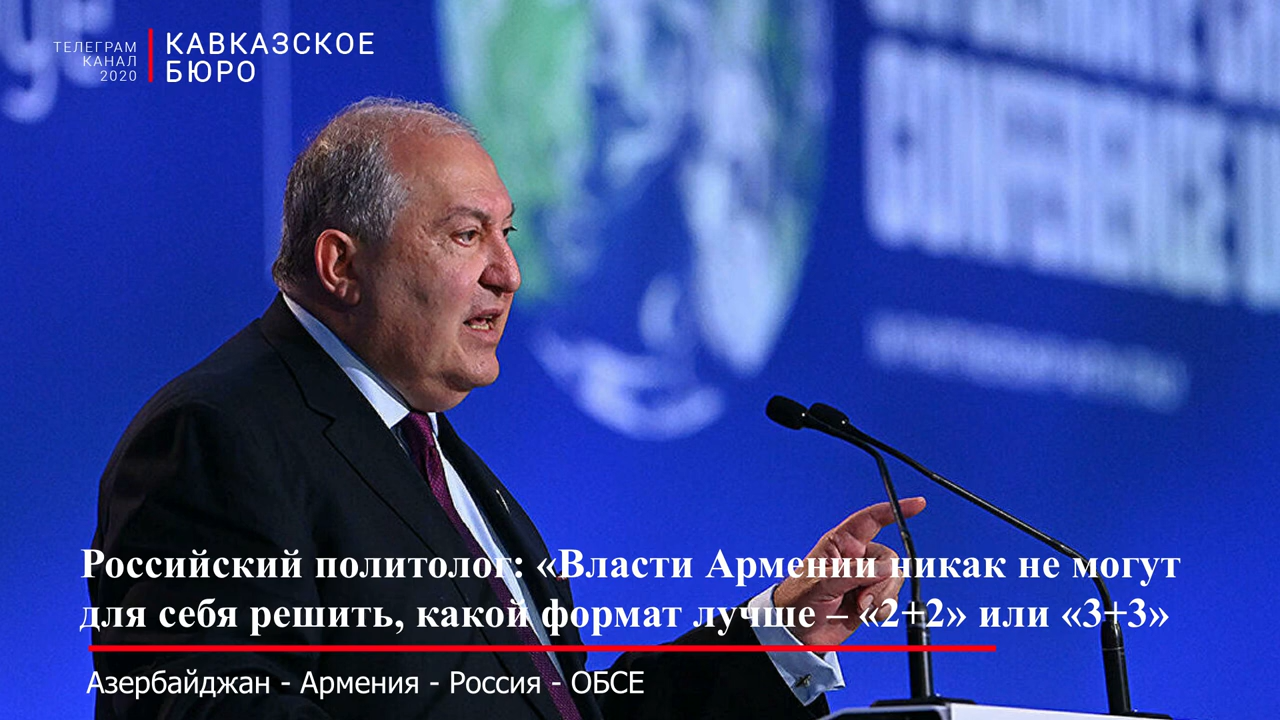 ТЕЛЕГРАМ
КАНАЛ
2020
КАВКАЗСКОЕ
БЮРО
CONFERENCE
Российский политолог: «Власти Армении никак не могут
для себя решить, какой формат лучше – «2+2» или «3+3»
Азербайджан - Армения - Россия - ОБСЕ